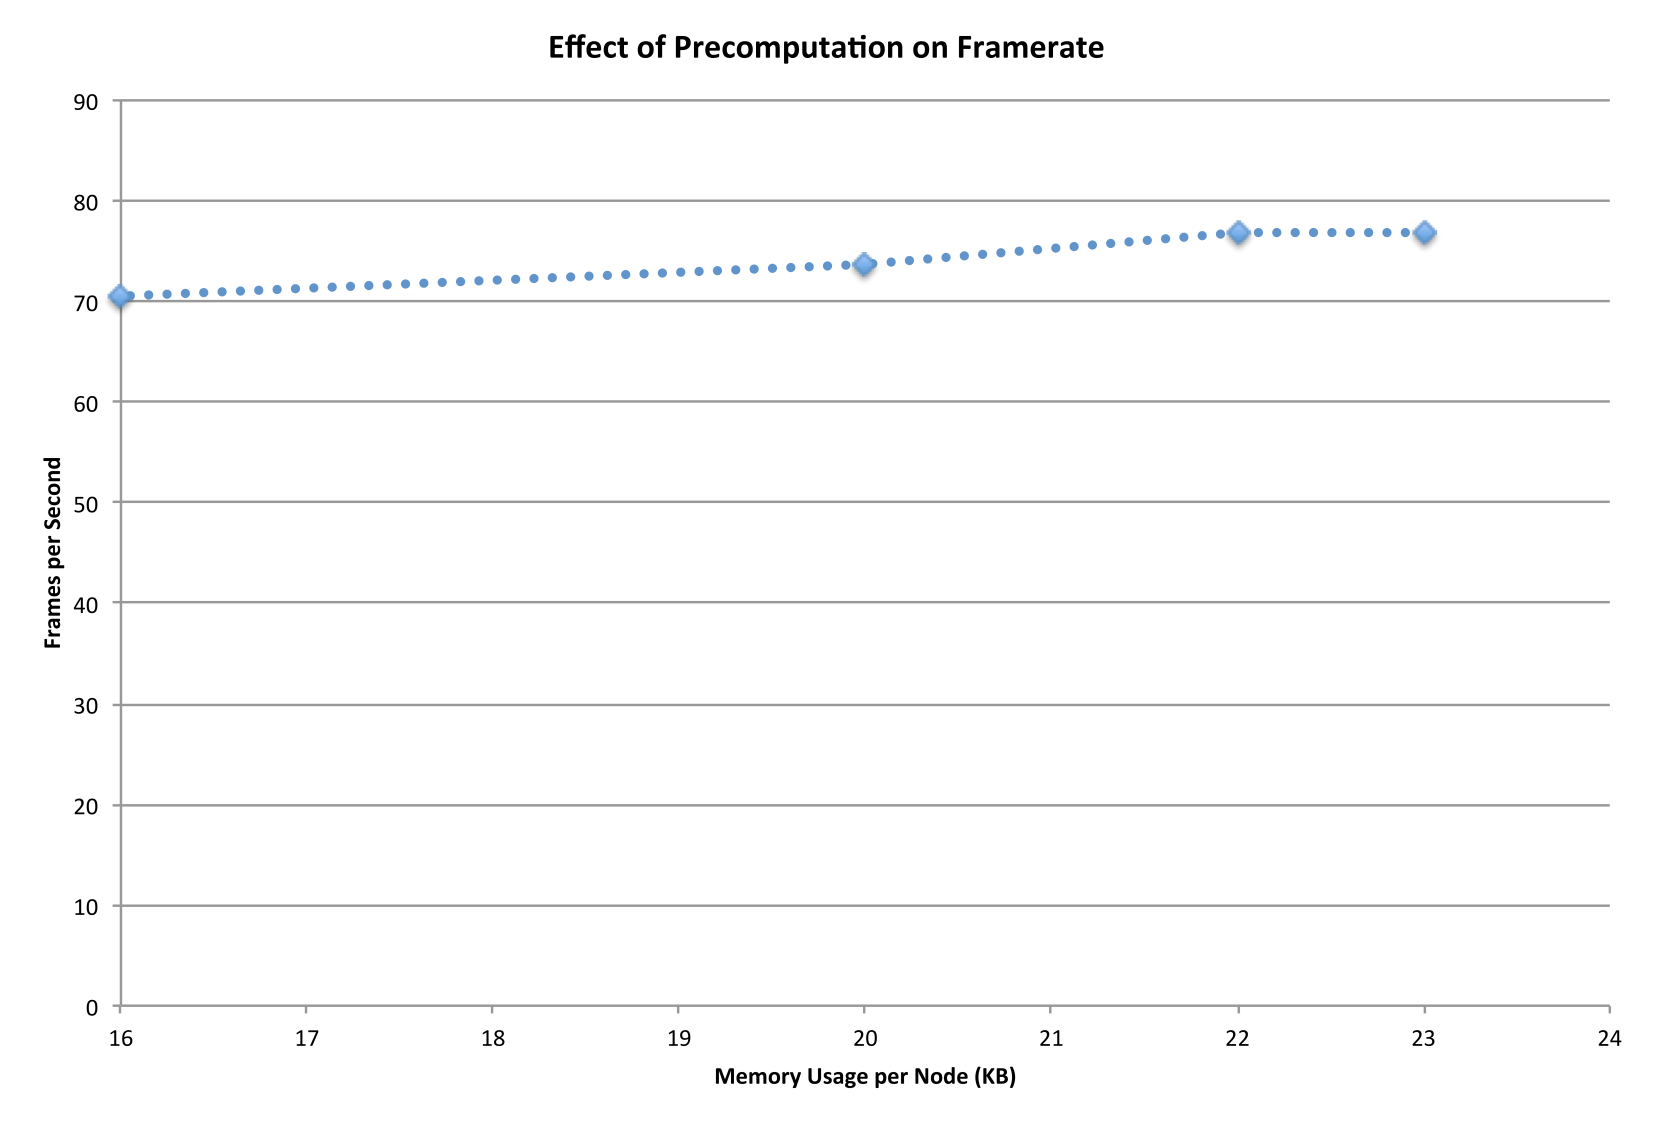 Effect of Precomputation on Framerate
90
80
70
60
50
40
30
20
10
0
Frames per Second
16 17 18 19 20 21 22 23 24
Memory Usage per Node (KB)